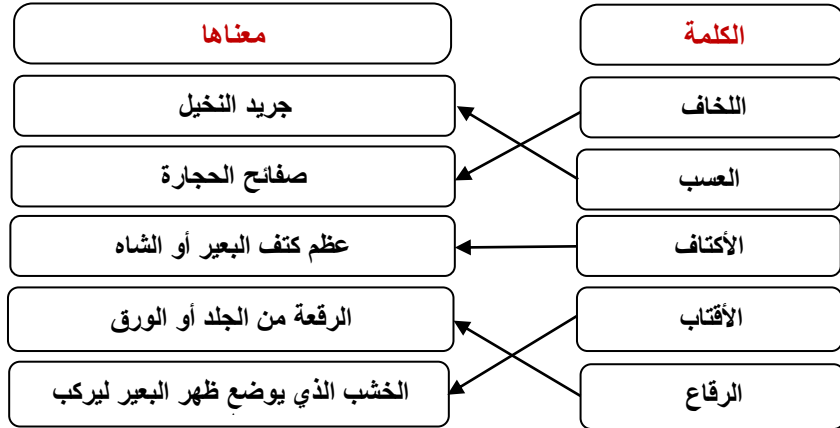 الكلمة
معناها
اللخاف
جريد النخيل
العسب
صفائح الحجارة
الأكتاف
عظم كتف البعير أو الشاه
الأقتاب
الرقعة من الجلد أو الورق
الرقاع
الخشب الذي يوضع ظهر البعير ليركب